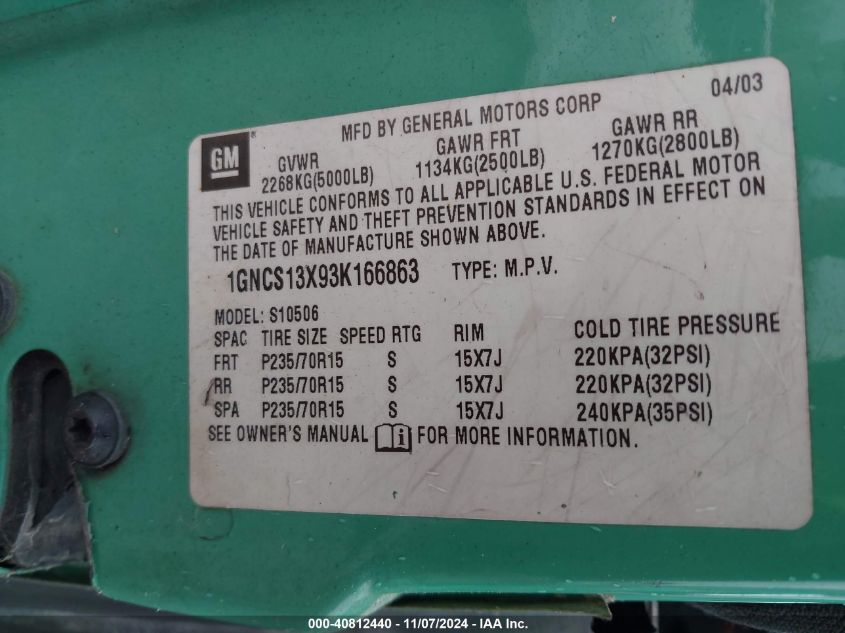 04/03
MFD BY GENERAL MOTORS CORP
GM ®
GVWR GAWR FRT GAWR RR
2268KG(5000LB) 1134KG(2500LB) 1270KG(2800LB)
THIS VEHICLE CONFORMS TO ALL APPLICABLE U.S. FEDERAL MOTOR
VEHICLE SAFETY AND THEFT PREVENTION STANDARDS IN EFFECT ON
THE DATE OF MANUFACTURE SHOWN ABOVE.
1GNCS13X93K166863 TYPE: M.P.V.
MODEL: S10506
SPAC TIRE SIZE SPEED RTG RIM COLD TIRE PRESSURE
FRT P235/70R15 S 15X7J 220KPA(32PSI)
RR P235/70R15 S 15X7J 220KPA(32PSI)
SPA P235/70R15 S 15X7J 240KPA(35PSI)
SEE OWNER'S MANUAL i FOR MORE INFORMATION.
000-40812440 - 11/07/2024 - IAA Inc.